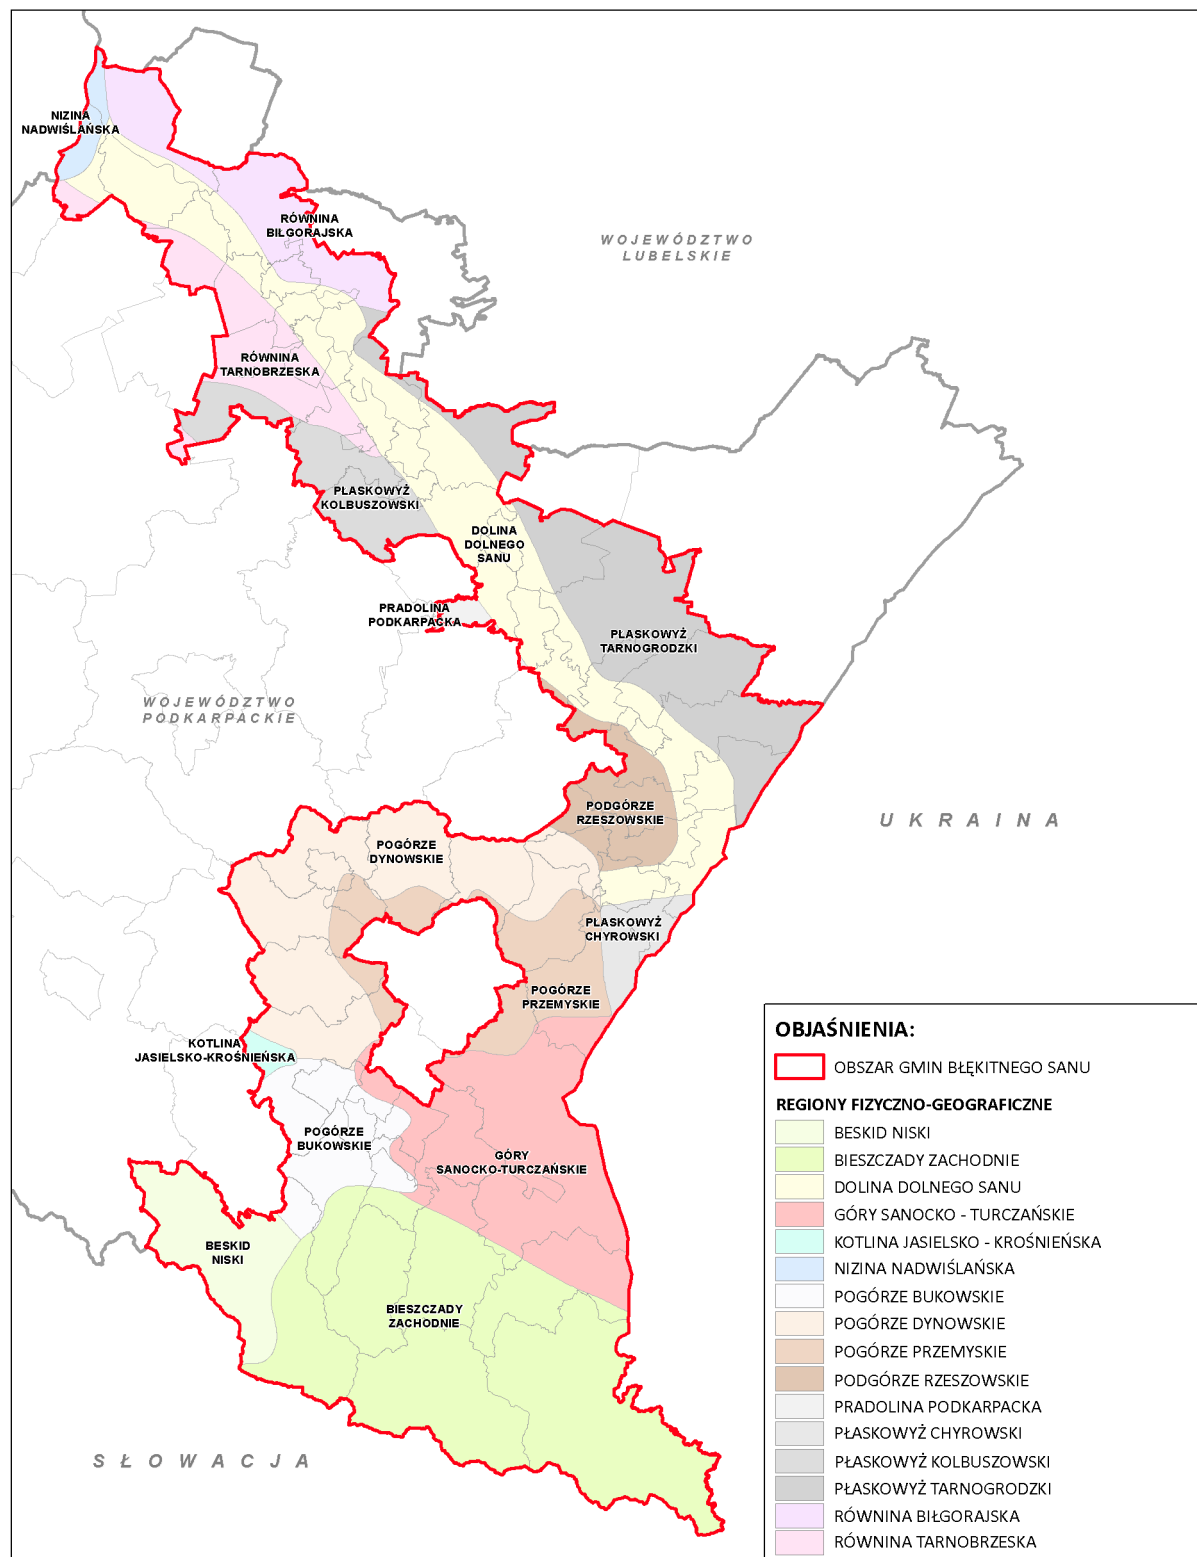 NIZINA
NADWIŚLAŃSKA
RÓWNINA
BIŁGORAJSKA
WOJEWÓDZTWO
LUBELSKIE
RÓWNINA
TARNOBRZESKA
PŁASKOWYŻ
KOLBUSZOWSKI
DOLINA
DOLNEGO
SANU
PRADOLINA
PODKARPACKA
PŁASKOWYŻ
TARNOGRODZKI
WOJEWÓDZTWO
PODKARPACKIE
PODGÓRZE
RZESZOWSKIE
UKRAINA
POGÓRZE
DYNOWSKIE
PŁASKOWYŻ
CHYROWSKI
POGÓRZE
PRZEMYSKIE
KOTLINA
JASIELSKO-KROŚNIEŃSKA
POGÓRZE
BUKOWSKIE
GÓRY
SANOCKO-TURCZAŃSKIE
BESKID
NISKI
BIESZCZADY
ZACHODNIE
SŁOWACJA
OBJAŚNIENIA:
OBSZAR GMIN BŁĘKITNEGO SANU
REGIONY FIZYCZNO-GEOGRAFICZNE
BESKID NISKI
BIESZCZADY ZACHODNIE
DOLINA DOLNEGO SANU
GÓRY SANOCKO - TURCZAŃSKIE
KOTLINA JASIELSKO - KROŚNIEŃSKA
NIZINA NADWIŚLAŃSKA
POGÓRZE BUKOWSKIE
POGÓRZE DYNOWSKIE
POGÓRZE PRZEMYSKIE
PODGÓRZE RZESZOWSKIE
PRADOLINA PODKARPACKA
PŁASKOWYŻ CHYROWSKI
PŁASKOWYŻ KOLBUSZOWSKI
PŁASKOWYŻ TARNOGRODZKI
RÓWNINA BIŁGORAJSKA
RÓWNINA TARNOBRZESKA